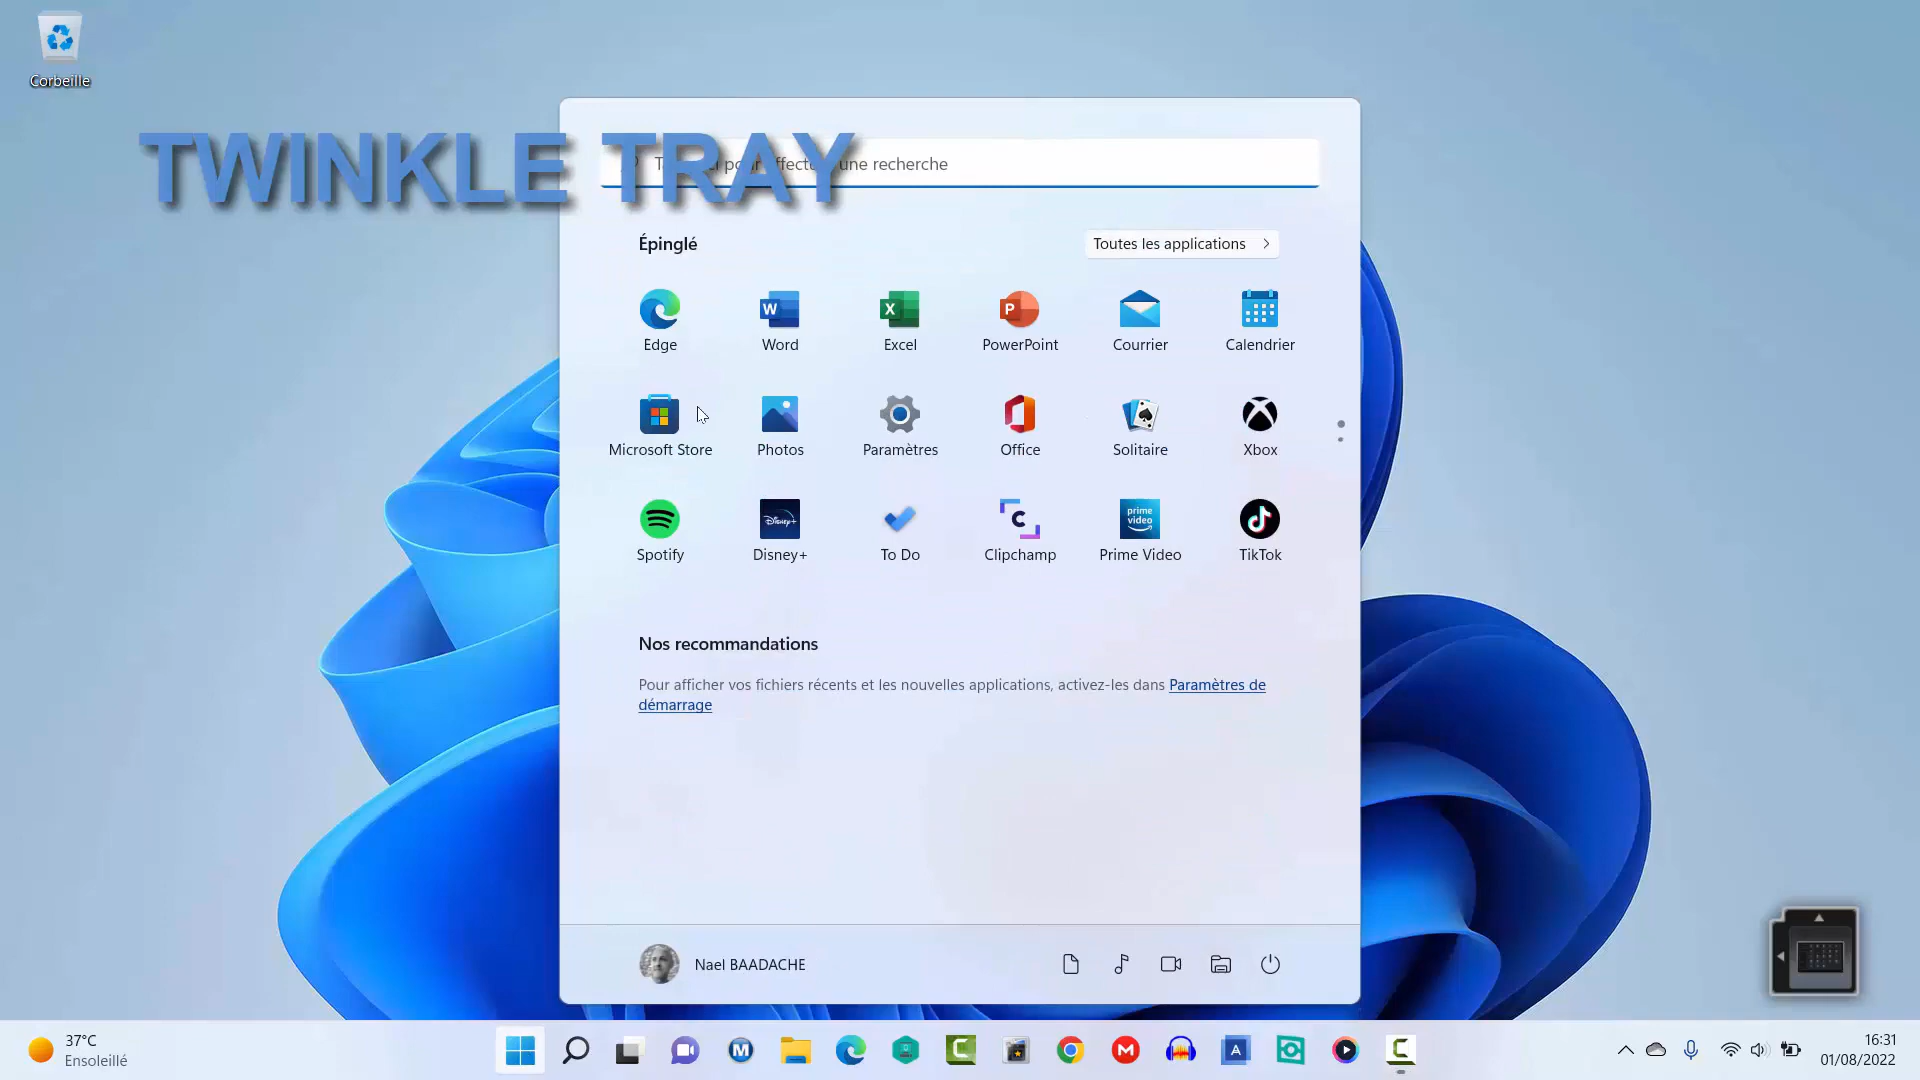 Corbeille
TWINKLE TRAY
une recherche
Épinglé
Toutes les applications
Edge
Word
Excel
PowerPoint
Courrier
Calendrier
Microsoft Store
Photos
Paramètres
Office
Solitaire
Xbox
Spotify
Disney+
To Do
Clipchamp
Prime Video
TikTok
Nos recommandations
Pour afficher vos fichiers récents et les nouvelles applications, activez-les dans Paramètres de
démarrage
Nael BAADACHE
37°C
Ensoleillé
16:31
01/08/2022